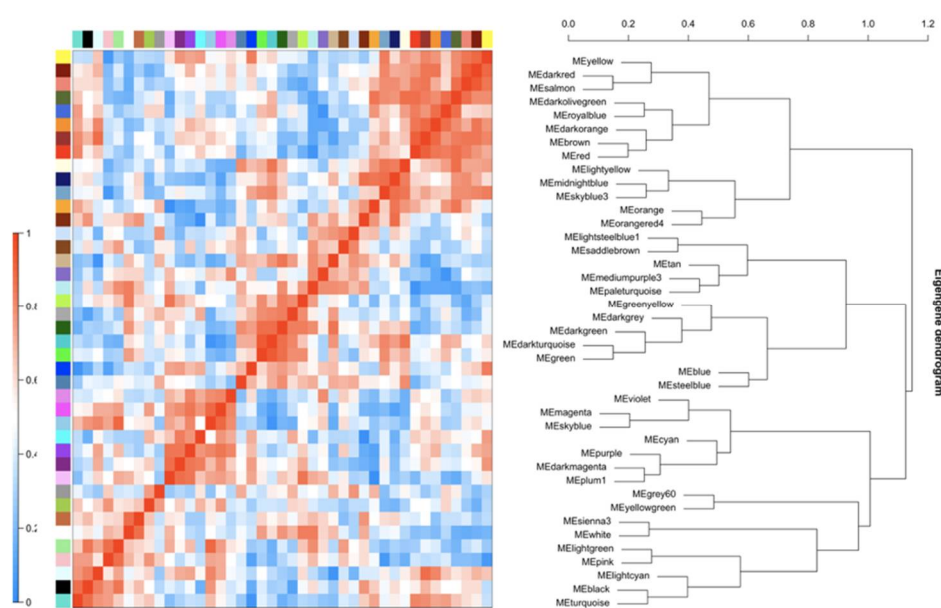 0.0 0.2 0.4 0.6 0.8 1.0 1.2
MEyellow
MEdarkred
MEsalmon
MEdarkolivegreen
MEroyalblue
MEdarkorange
MEbrown
MEred
MElightyellow
MEmidnightblue
MEskyblue3
MEorange
MEorangered4
MElightsteelblue1
MEsaddlebrown
MEtan
MEmediumpurple3
MEpaleturquoise
MEgreenyellow
MEdarkgrey
MEdarkgreen
MEdarkturquoise
MEgreen
MEblue
MEsteelblue
MEviolet
MEmagenta
MEskyblue
MEcyan
MEpurple
MEdarkmagenta
MEplum1
MEgrey60
MEyellowgreen
MEsienna3
MEwhite
MElightgreen
MEpink
MElightcyan
MEblack
MEturquoise
Eigengene dendrogram
1
0.8
0.6
0.4
0.2
0